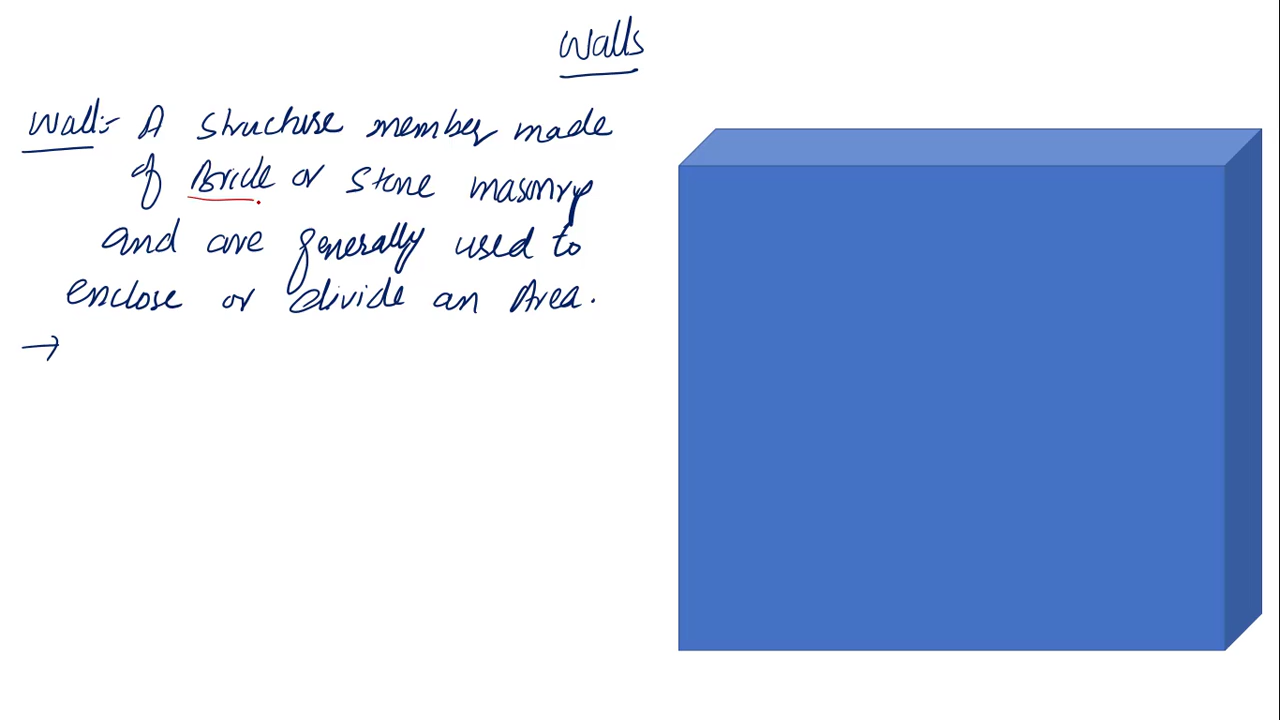 Walls
Wall:- A structure member made
of Brick or Stone masonry
and are generally used to
enclose or divide an Area.
→